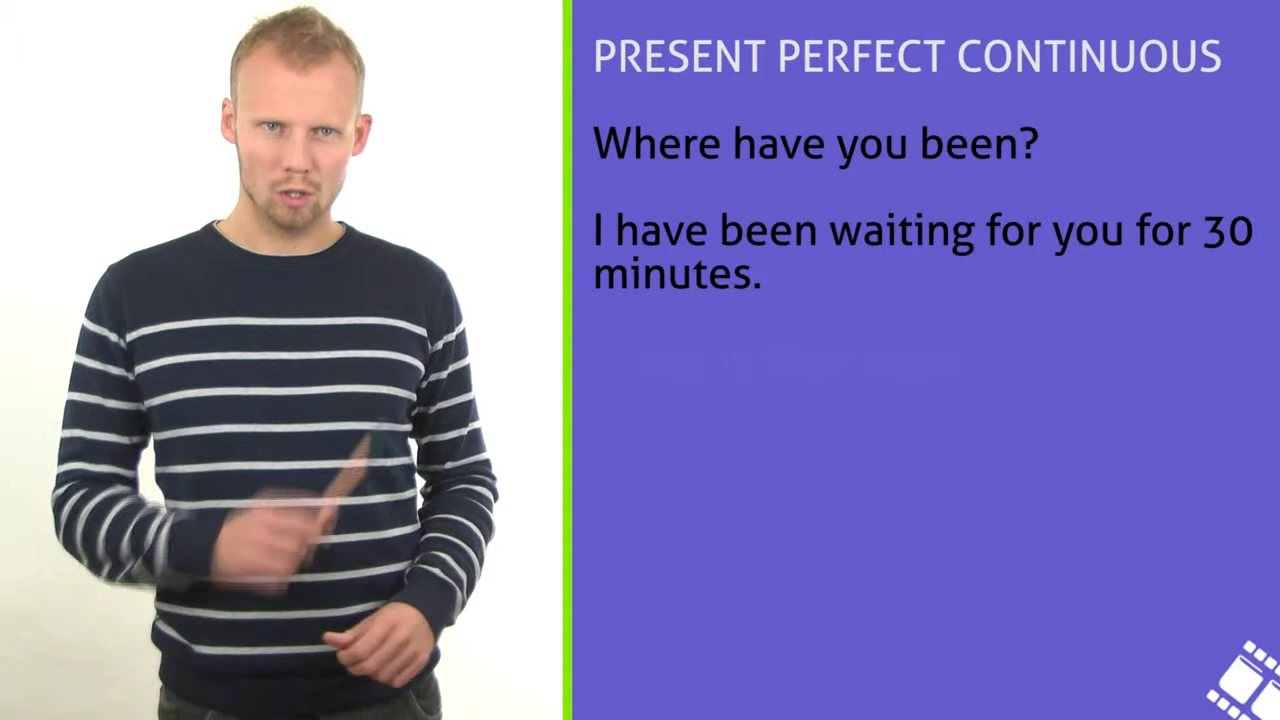 PRESENT PERFECT CONTINUOUS
Where have you been?
I have been waiting for you for 30
minutes.